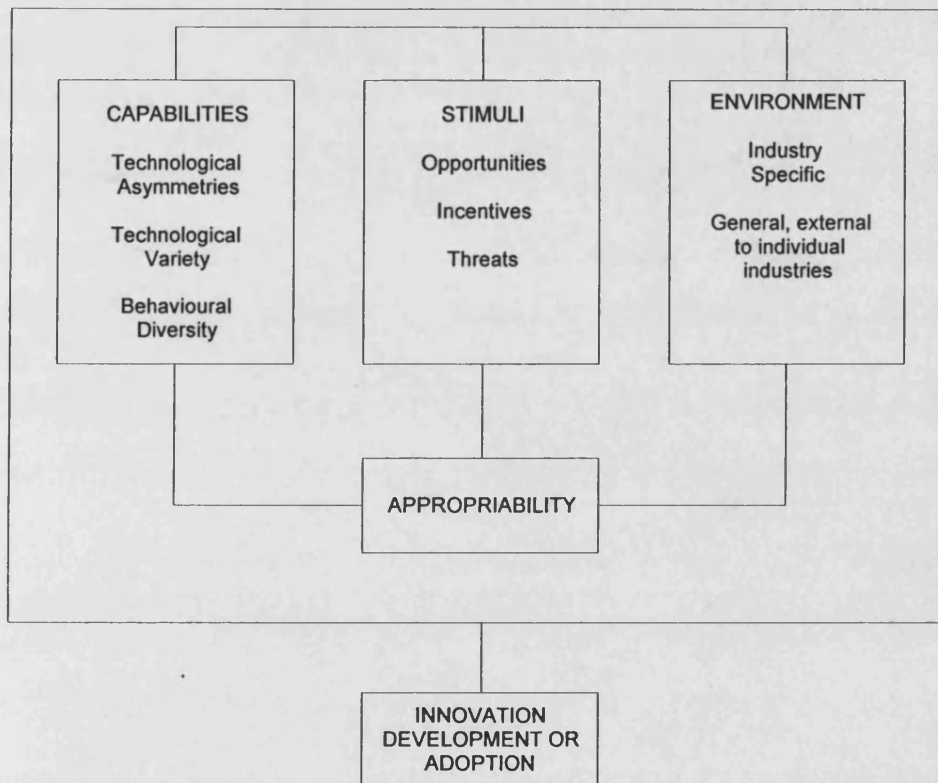 CAPABILITIES
Technological
Asymmetries
Technological
Variety
Behavioural
Diversity
STIMULI
Opportunities
Incentives
Threats
ENVIRONMENT
Industry
Specific
General, external
to individual
industries
APPROPRIABILITY
INNOVATION
DEVELOPMENT OR
ADOPTION